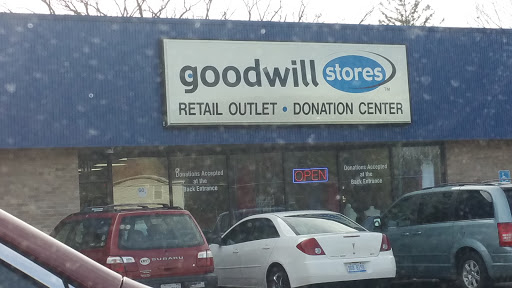 goodwill stores
RETAIL OUTLET • DONATION CENTER
Donations Accepted
at the
Back Entrance
OPEN
Donations Accepted
at the
Back Entrance
SUBARU